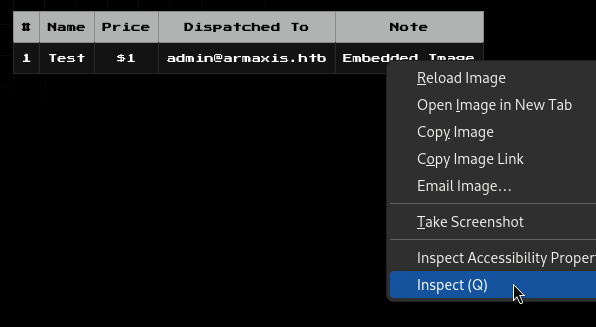 # Name Price Dispatched To Note
1 Test $1 admin@armaxis.htb Embedded Image
Reload Image
Open Image in New Tab
Copy Image
Copy Image Link
Email Image...
Take Screenshot
Inspect Accessibility Proper
Inspect (Q)